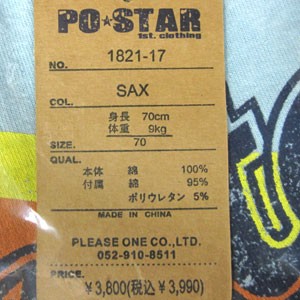 PO★STAR
1st. clothing
NO. 1821-17
COL. SAX
身長 70cm
体重 9kg
SIZE. 70
QUAL.
本体 綿 100%
付属 綿 95%
ポリウレタン 5%
MADE IN CHINA
PLEASE ONE CO.,LTD.
052-910-8511
PRICE.
¥3,800(税込¥3,990)